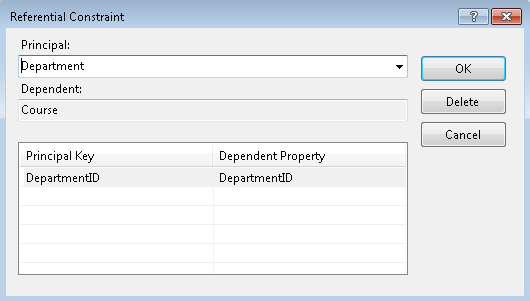 Referential Constraint
?
Principal:
Department
OK
Dependent:
Delete
Course
Cancel
Principal Key Dependent Property
DepartmentID DepartmentID